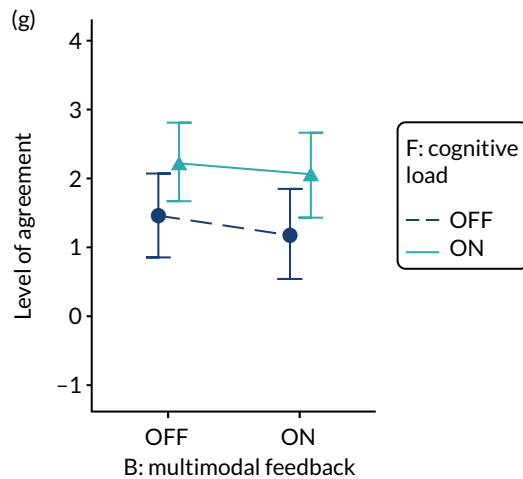 (g)
Level of agreement
4
3
2
1
0
−1
OFF
ON
B: multimodal feedback
F: cognitive
load
OFF
ON